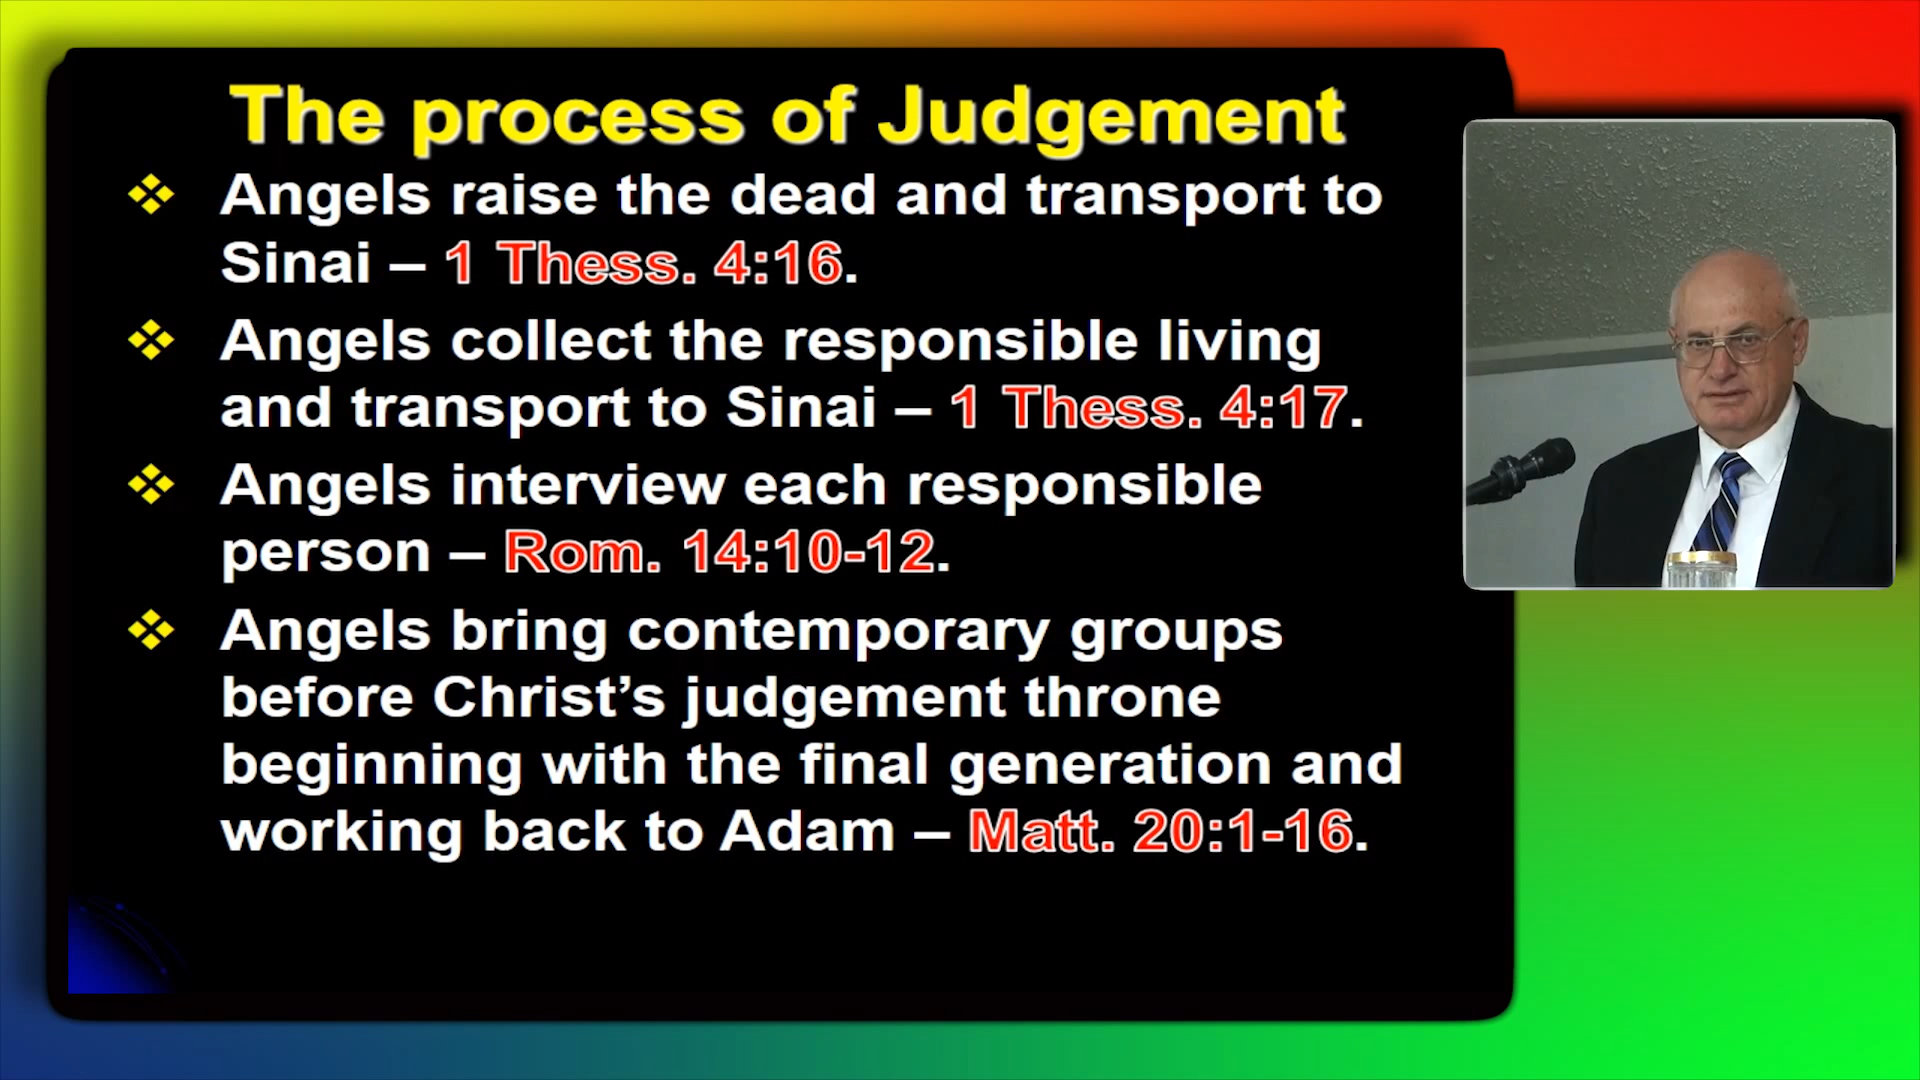 The process of Judgement
Angels raise the dead and transport to
Sinai – 1 Thess. 4:16.
Angels collect the responsible living
and transport to Sinai – 1 Thess. 4:17.
Angels interview each responsible
person – Rom. 14:10-12.
Angels bring contemporary groups
before Christ’s judgement throne
beginning with the final generation and
working back to Adam – Matt. 20:1-16.